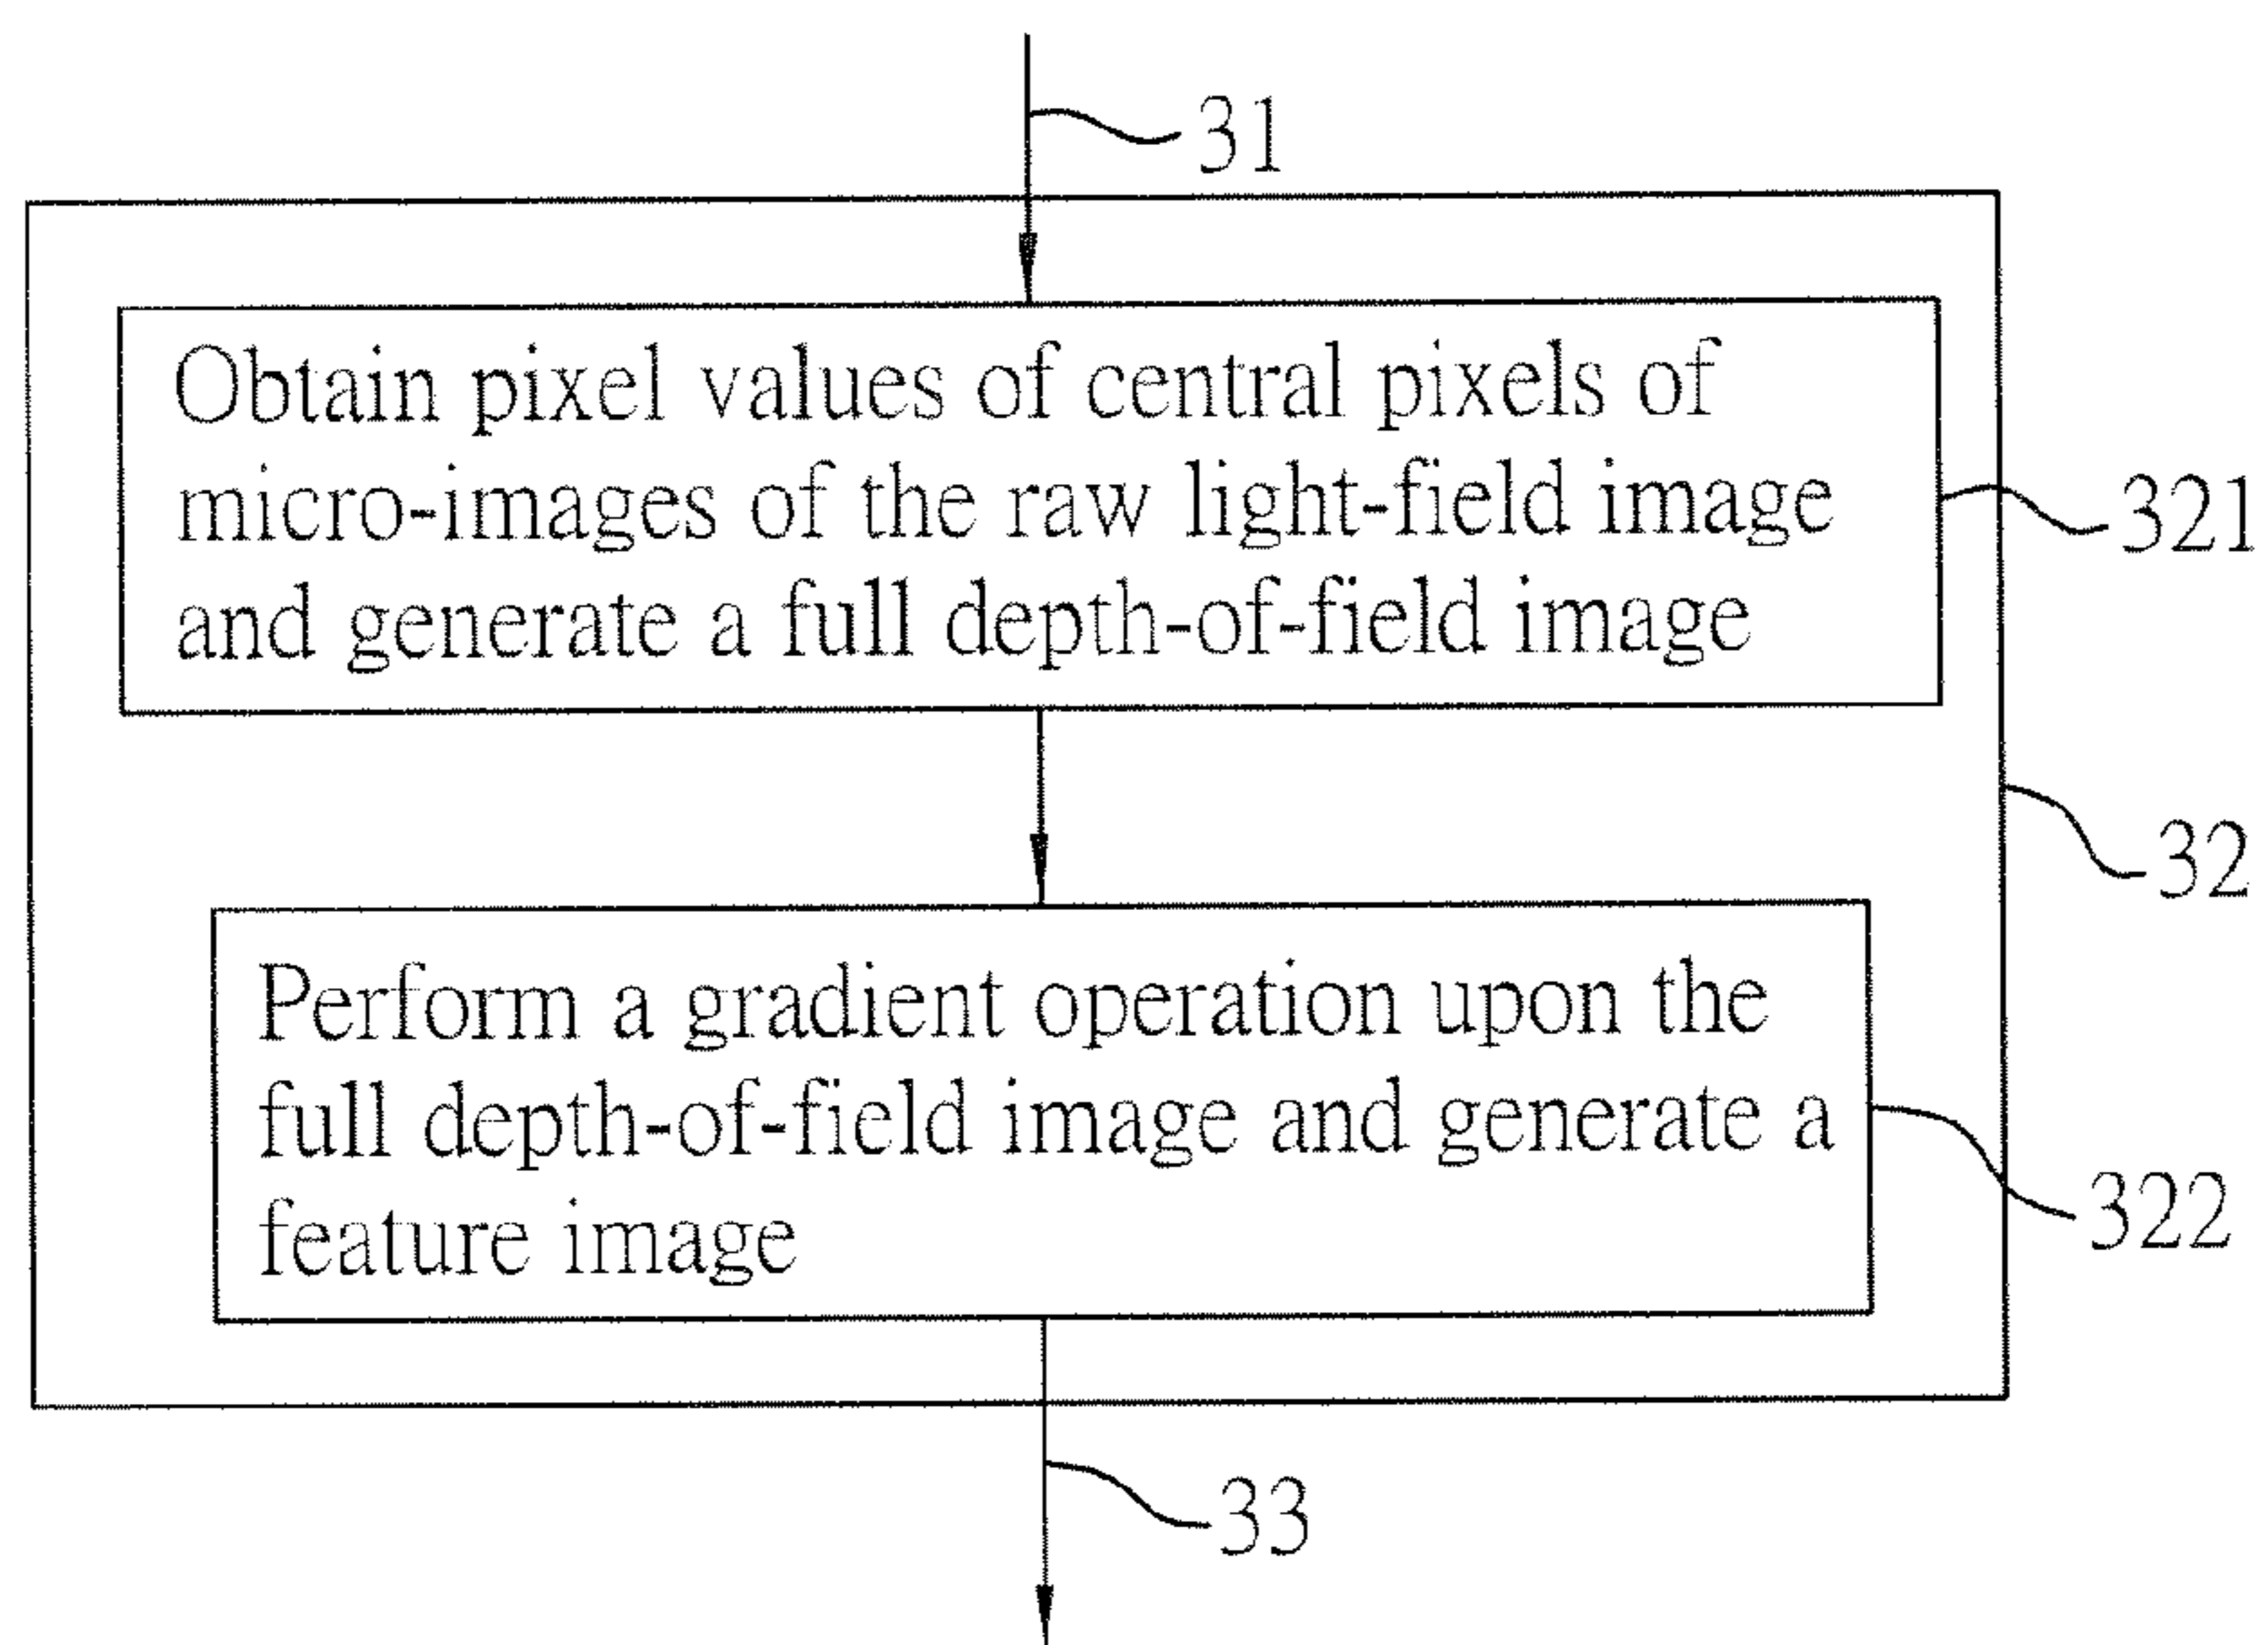 31
Obtain pixel values of central pixels of
micro-images of the raw light-field image
and generate a full depth-of-field image
321
32
Perform a gradient operation upon the
full depth-of-field image and generate a
feature image
322
33